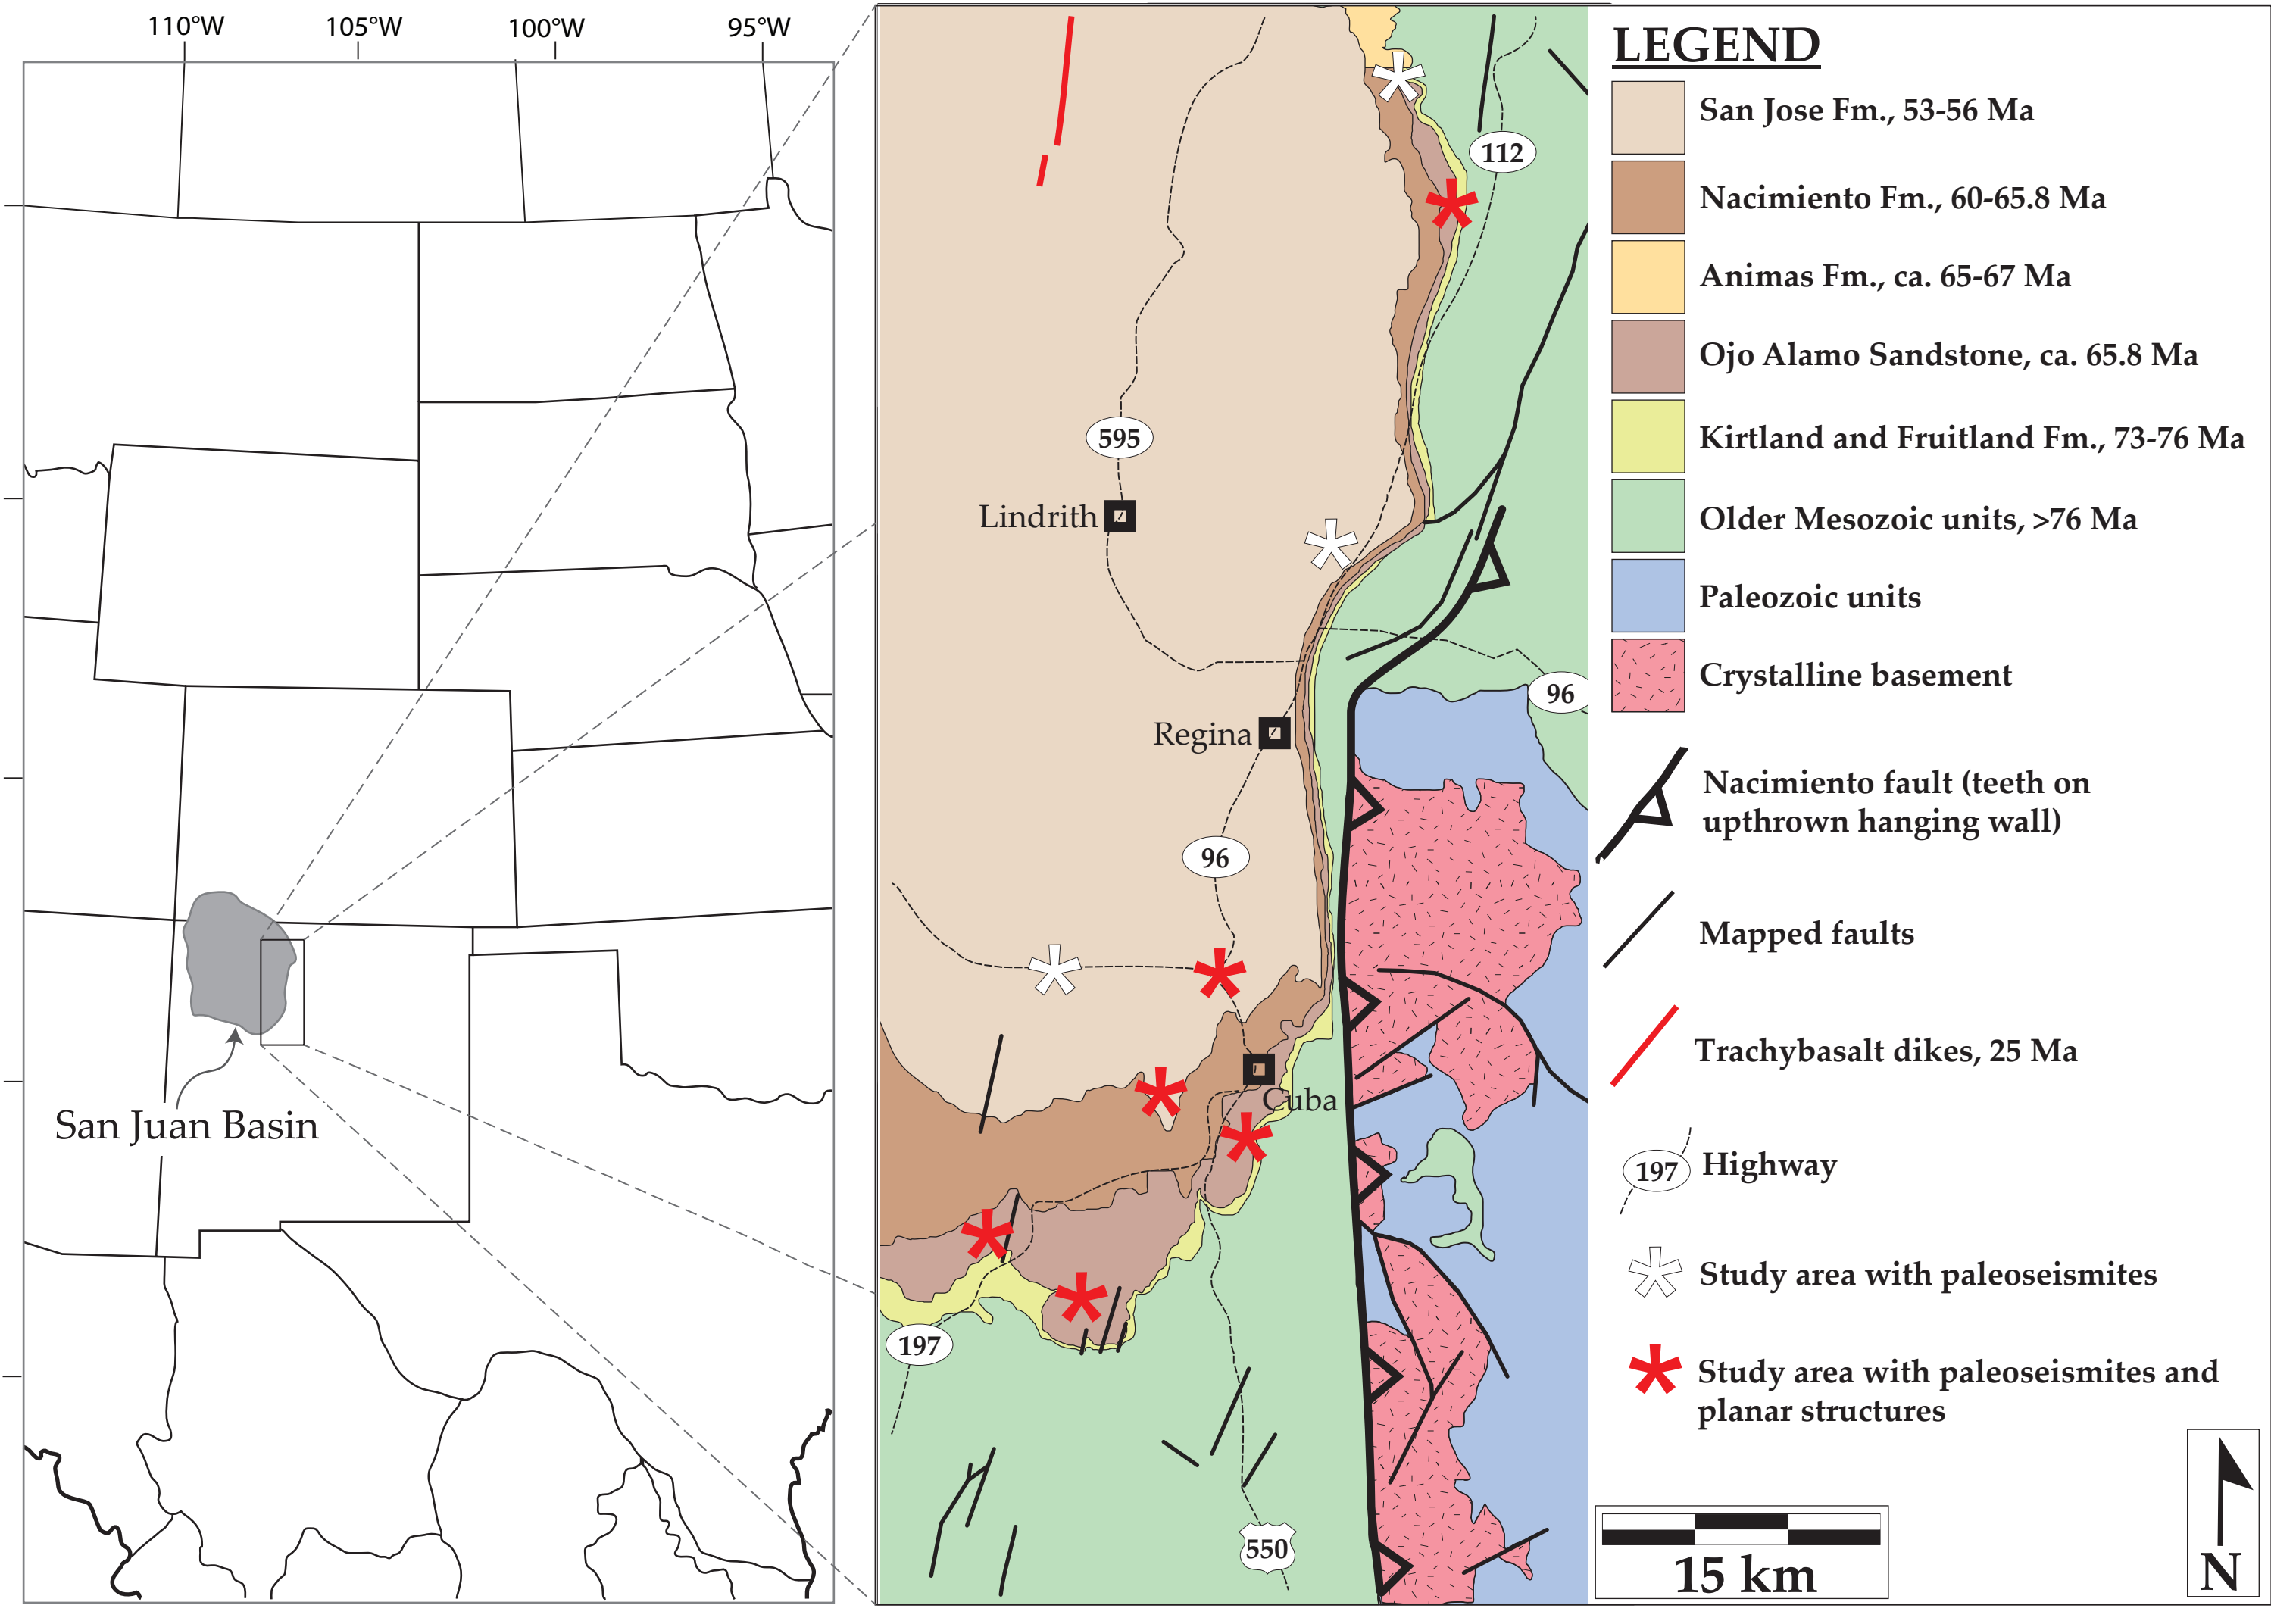 110°W
105°W
100°W
95°W
San Juan Basin
112
595
Lindrith
96
Regina
96
Cuba
197
550
LEGEND
San Jose Fm., 53-56 Ma
Nacimiento Fm., 60-65.8 Ma
Animas Fm., ca. 65-67 Ma
Ojo Alamo Sandstone, ca. 65.8 Ma
Kirtland and Fruitland Fm., 73-76 Ma
Older Mesozoic units, >76 Ma
Paleozoic units
Crystalline basement
Nacimiento fault (teeth on
upthrown hanging wall)
Mapped faults
Trachybasalt dikes, 25 Ma
197
Highway
Study area with paleoseismites
Study area with paleoseismites and
planar structures
15 km
N